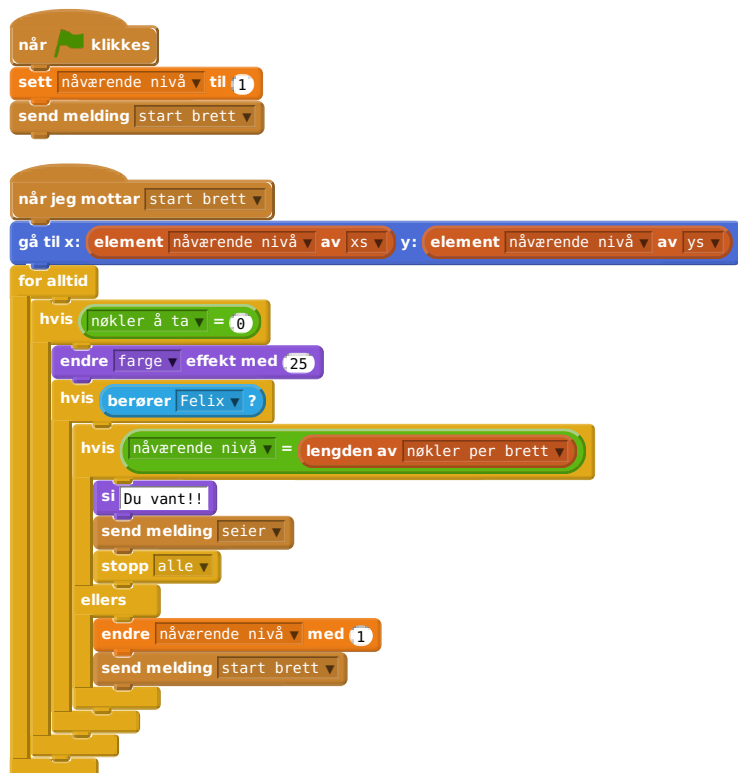 når klikkes
sett nåværende nivå til 1
send melding start brett
når jeg mottar start brett
gå til x: element nåværende nivå av xs y: element nåværende nivå av ys
for alltid
hvis nøkler å ta = 0
endre farge effekt med 25
hvis berører Felix ?
hvis nåværende nivå = lengden av nøkler per brett
si Du vant!!
send melding seier
stopp alle
ellers
endre nåværende nivå med 1
send melding start brett